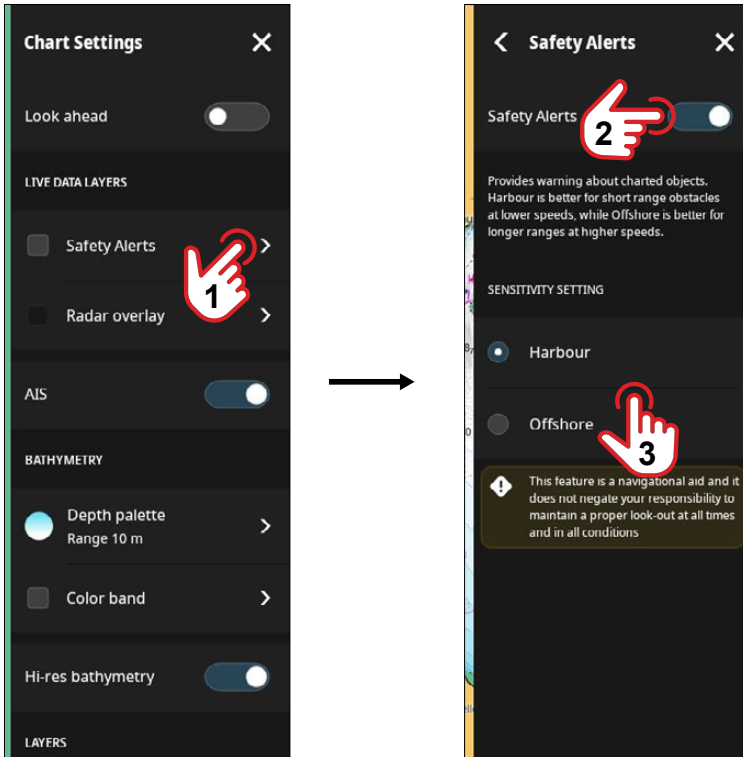 Chart Settings
Look ahead
LIVE DATA LAYERS
Safety Alerts
1
Radar overlay
AIS
BATHYMETRY
Depth palette
Range 10 m
Color band
Hi-res bathymetry
LAYERS
Safety Alerts
Safety Alerts
2
Provides warning about charted objects.
Harbour is better for short range obstacles
at lower speeds, while Offshore is better for
longer ranges at higher speeds.
SENSITIVITY SETTING
Harbour
Offshore
3
This feature is a navigational aid and it
does not negate your responsibility to
maintain a proper look-out at all times
and in all conditions